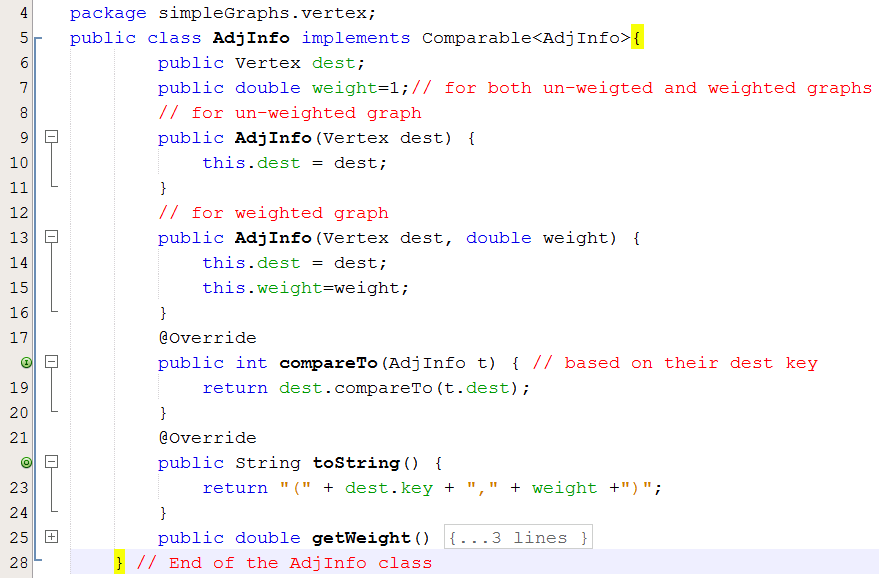 4 package simpleGraphs.vertex;
5 public class AdjInfo implements Comparable<AdjInfo>{
6 public Vertex dest;
7 public double weight=1;// for both un-weigted and weighted graphs
8 // for un-weighted graph
9 public AdjInfo(Vertex dest) {
10 this.dest = dest;
11 }
12 // for weighted graph
13 public AdjInfo(Vertex dest, double weight) {
14 this.dest = dest;
15 this.weight=weight;
16 }
17 @Override
public int compareTo(AdjInfo t) { // based on their dest key
19 return dest.compareTo(t.dest);
20 }
21 @Override
public String toString() {
23 return "(" + dest.key + "," + weight +")";
24 }
25 public double getWeight() {...3 lines }
28 } // End of the AdjInfo class